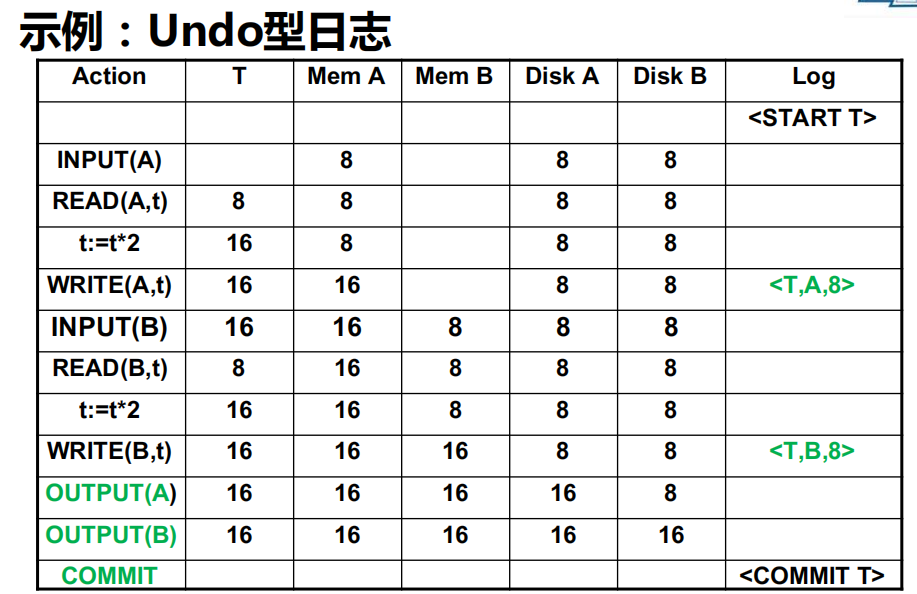 示例：Undo型日志
Action T Mem A Mem B Disk A Disk B Log
<START T>
INPUT(A) 8 8 8
READ(A,t) 8 8 8 8
t:=t*2 16 8 8 8
WRITE(A,t) 16 16 8 8 <T,A,8>
INPUT(B) 16 16 8 8 8
READ(B,t) 8 16 8 8 8
t:=t*2 16 16 8 8 8
WRITE(B,t) 16 16 16 8 8 <T,B,8>
OUTPUT(A) 16 16 16 16 8
OUTPUT(B) 16 16 16 16 16
COMMIT <COMMIT T>